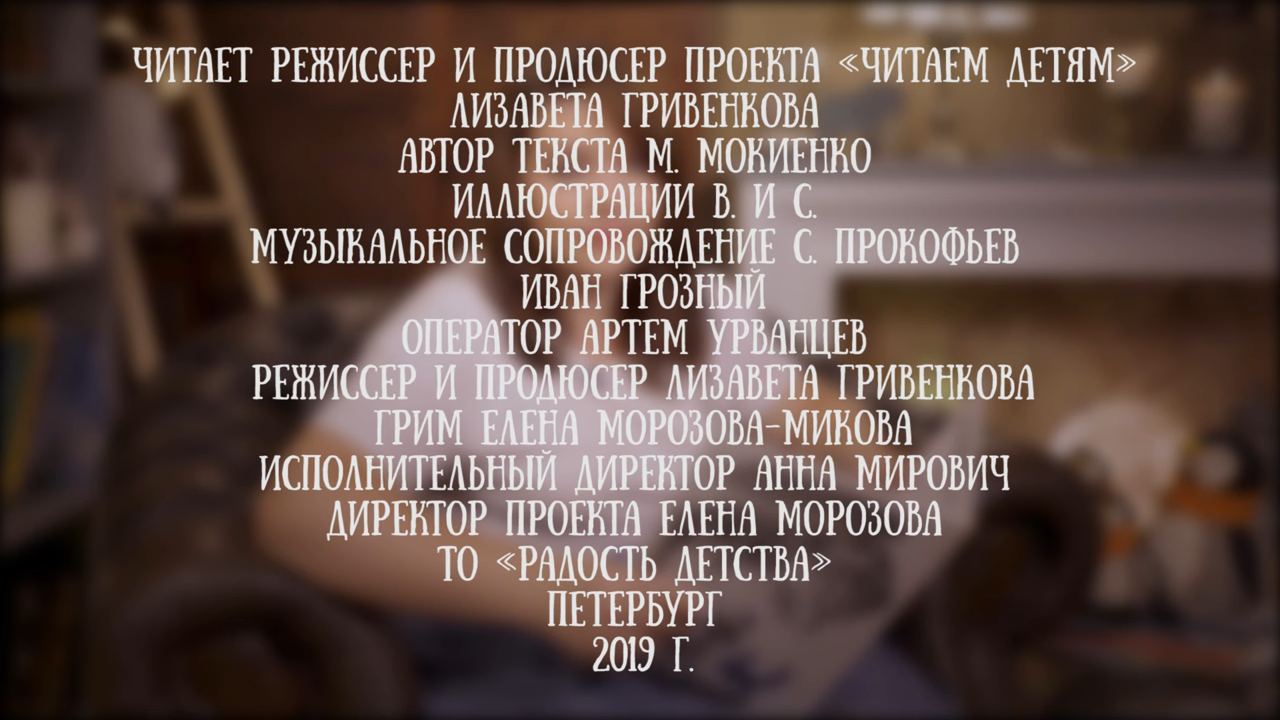 ЧИТАЕТ РЕЖИССЕР И ПРОДЮСЕР ПРОЕКТА «ЧИТАЕМ ДЕТЯМ»
ЛИЗАВЕТА ГРИВЕНКОВА
АВТОР ТЕКСТА М. МОКИЕНКО
ИЛЛЮСТРАЦИИ В. И С.
МУЗЫКАЛЬНОЕ СОПРОВОЖДЕНИЕ С. ПРОКОФЬЕВ
ИВАН ГРОЗНЫЙ
ОПЕРАТОР АРТЕМ УРВАНЦЕВ
РЕЖИССЕР И ПРОДЮСЕР ЛИЗАВЕТА ГРИВЕНКОВА
ГРИМ ЕЛЕНА МОРОЗОВА-МИКОВА
ИСПОЛНИТЕЛЬНЫЙ ДИРЕКТОР АННА МИРОВИЧ
ДИРЕКТОР ПРОЕКТА ЕЛЕНА МОРОЗОВА
ТО «РАДОСТЬ ДЕТСТВА»
ПЕТЕРБУРГ
2019 Г.